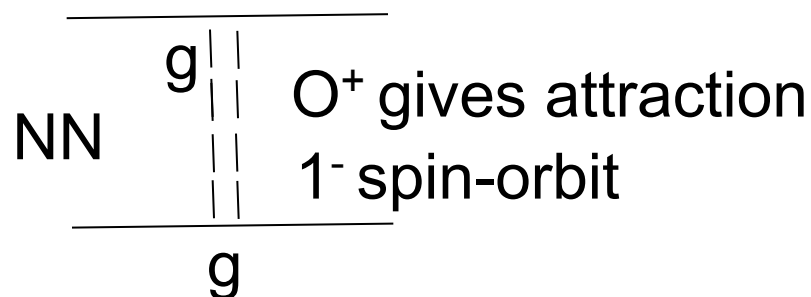 g
O⁺ gives attraction
NN
1⁻ spin-orbit
g